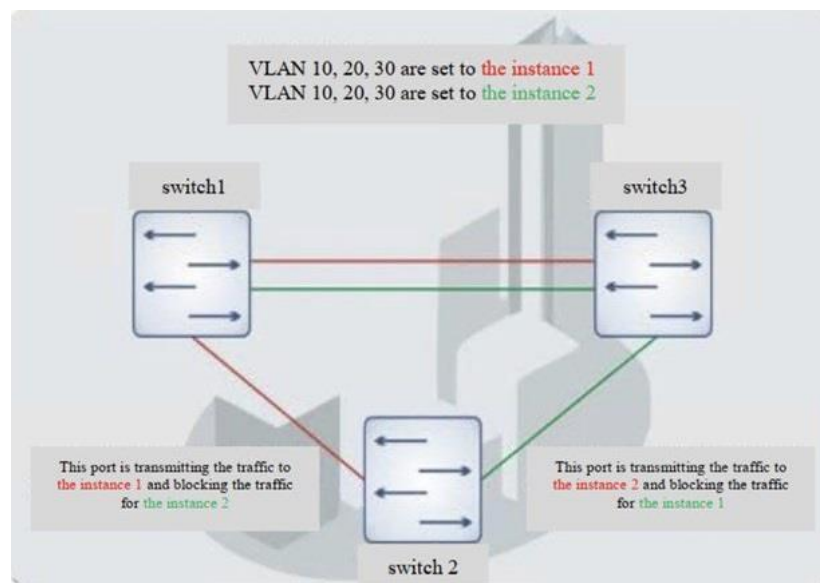 VLAN 10, 20, 30 are set to the instance 1
VLAN 10, 20, 30 are set to the instance 2
switch1
switch3
This port is transmitting the traffic to
the instance 1 and blocking the traffic
for the instance 2
This port is transmitting the traffic to
the instance 2 and blocking the traffic
for the instance 1
switch 2